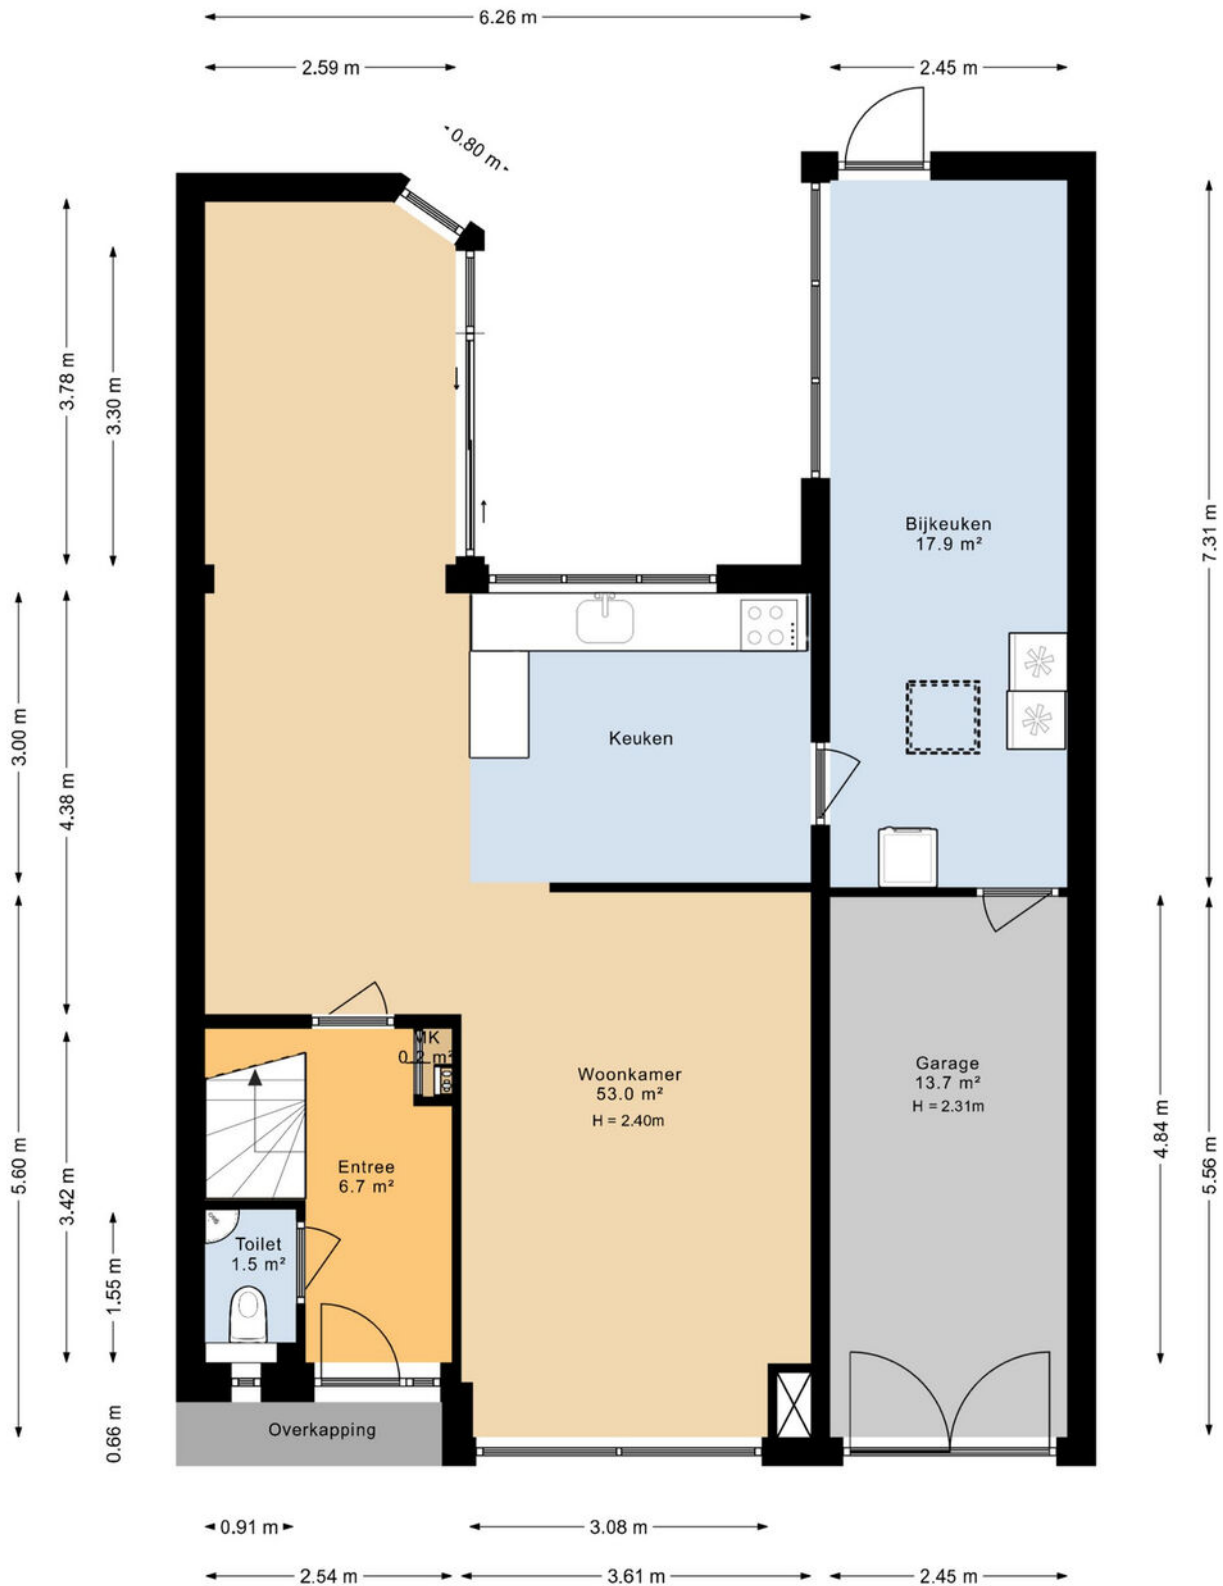 6.26 m
2.59 m
2.45 m
0.80 m
3.78 m
3.30 m
7.31 m
Bijkeuken
17.9 m²
3.00 m
4.38 m
Keuken
MK
0.2 m²
Woonkamer
53.0 m²
H = 2.40m
Garage
13.7 m²
H = 2.31m
4.84 m
5.56 m
5.60 m
3.42 m
Entree
6.7 m²
Toilet
1.5 m²
1.55 m
0.66 m
Overkapping
0.91 m
3.08 m
2.54 m
3.61 m
2.45 m